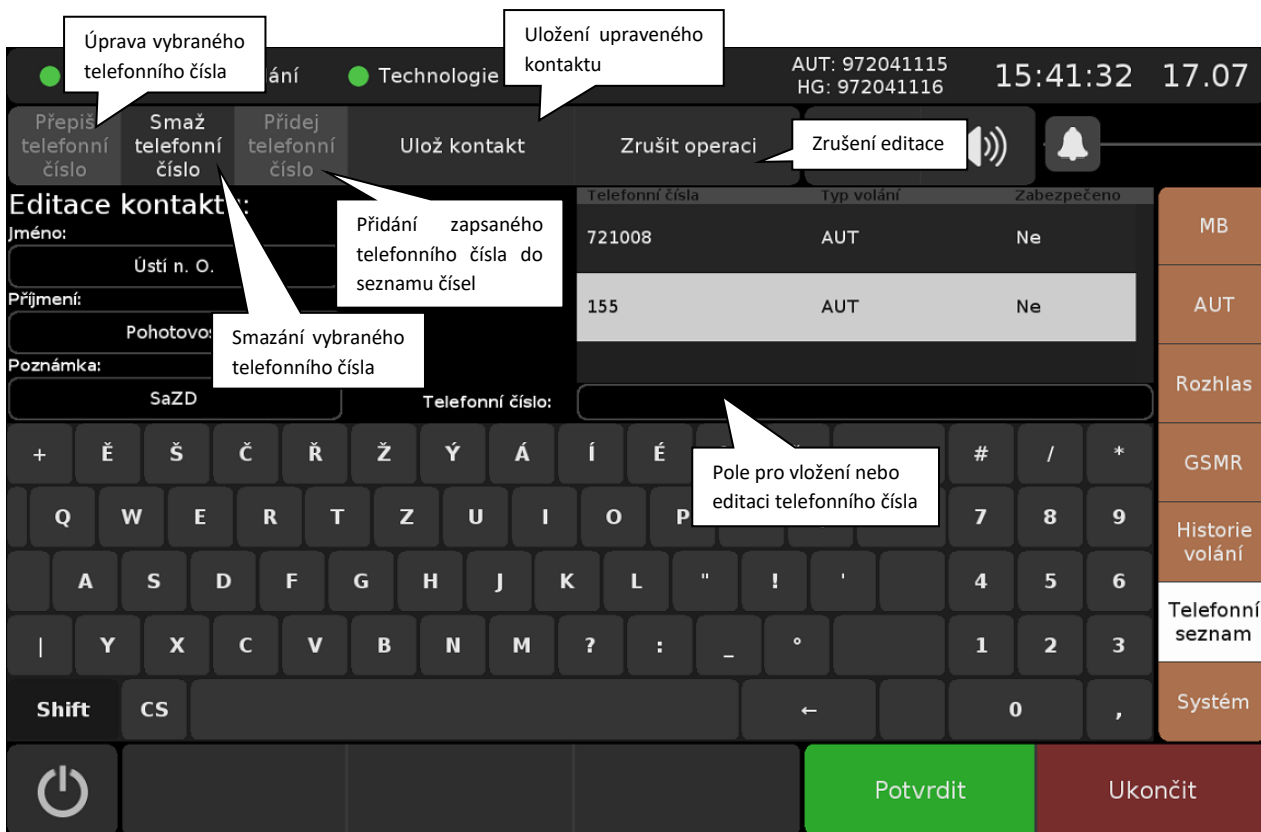 Úprava vybraného
telefonního čísla
Uložení upraveného
kontaktu
Technologie
AUT: 972041115
HG: 972041116
15:41:32 17.07
Přepiš
telefonní
číslo
Smaž
telefonní
číslo
Přidej
telefonní
číslo
Ulož kontakt
Zrušit operaci
Zrušení editace
Editace
Jméno:
Ústí n. O.
Příjmení:
Poznámka:
SaZD
Přidání zapsaného
telefonního čísla do
seznamu čísel
Smazání vybraného
telefonního čísla
Telefonní čísla Typ volání Zabezpečeno
721008 AUT Ne
155 AUT Ne
Telefonní číslo:
Pole pro vložení nebo
editaci telefonního čísla
+ Ě Š Č Ř Ž Ý Á Í É # / *
Q W E R T Z U I O P 7 8 9
A S D F G H J K L " ! ' 4 5 6
| Y X C V B N M ? : _ ° 1 2 3
Shift CS ← 0 ,
MB
AUT
Rozhlas
GSMR
Historie
volání
Telefonní
seznam
Systém
Potvrdit
Ukončit